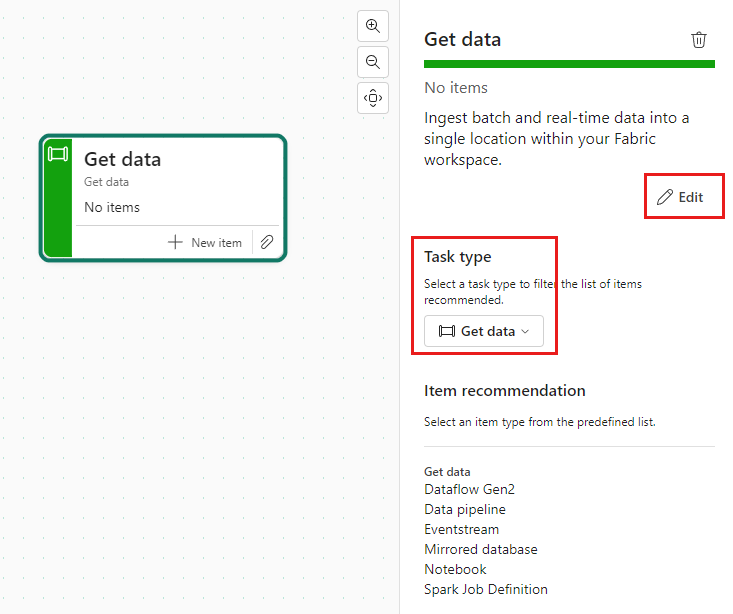 Get data
Get data
No items
New item
Get data
No items
Ingest batch and real-time data into a
single location within your Fabric
workspace.
Edit
Task type
Select a task type to filter the list of items
recommended.
Get data
Item recommendation
Select an item type from the predefined list.
Get data
Dataflow Gen2
Data pipeline
Eventstream
Mirrored database
Notebook
Spark Job Definition